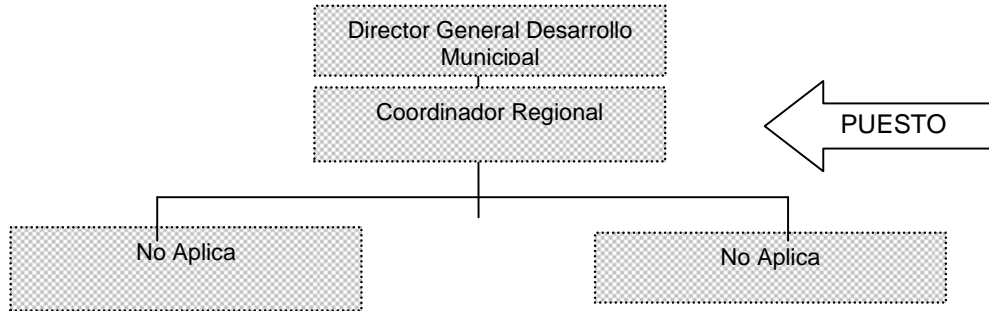 Director General Desarrollo
Municipal
Coordinador Regional
PUESTO
No Aplica
No Aplica